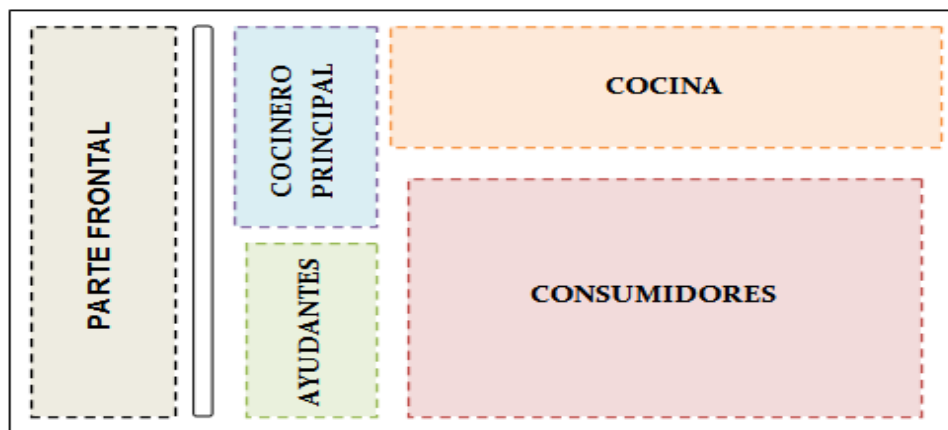 PARTE FRONTAL
COCINERO
PRINCIPAL
AYUDANTES
COCINA
CONSUMIDORES